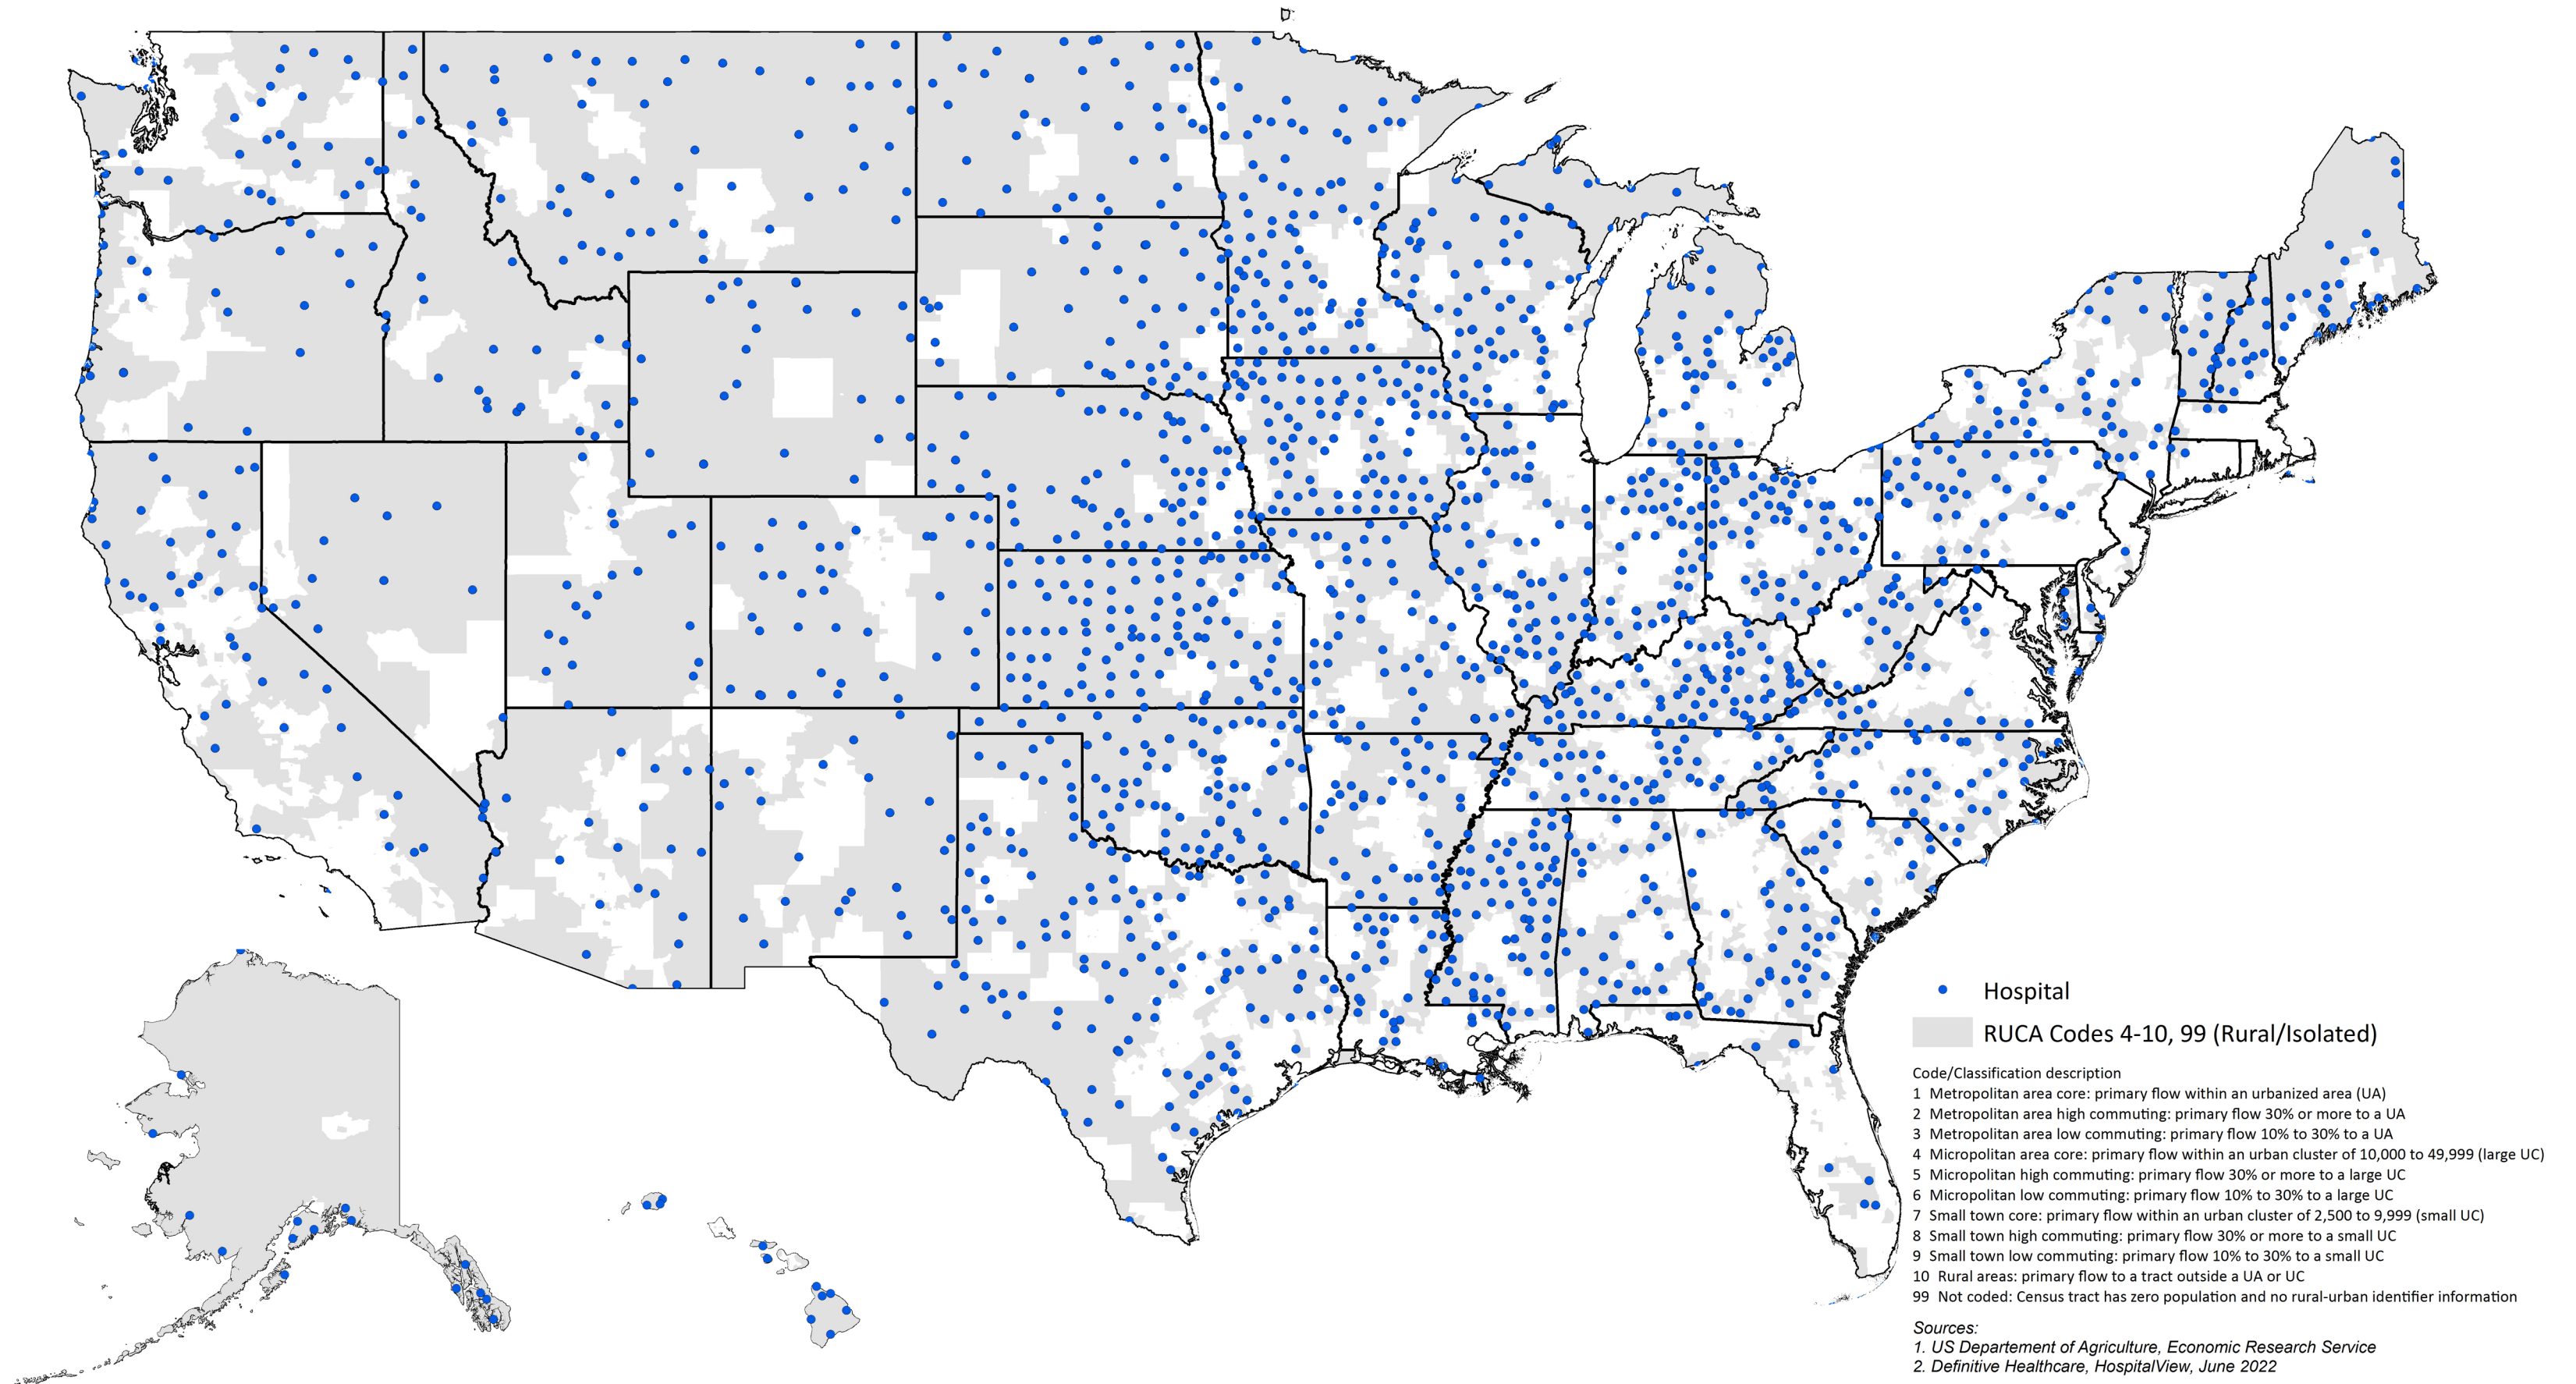 Hospital
RUCA Codes 4-10, 99 (Rural/Isolated)
Code/Classification description
1 Metropolitan area core: primary flow within an urbanized area (UA)
2 Metropolitan area high commuting: primary flow 30% or more to a UA
3 Metropolitan area low commuting: primary flow 10% to 30% to a UA
4 Micropolitan area core: primary flow within an urban cluster of 10,000 to 49,999 (large UC)
5 Micropolitan high commuting: primary flow 30% or more to a large UC
6 Micropolitan low commuting: primary flow 10% to 30% to a large UC
7 Small town core: primary flow within an urban cluster of 2,500 to 9,999 (small UC)
8 Small town high commuting: primary flow 30% or more to a small UC
9 Small town low commuting: primary flow 10% to 30% to a small UC
10 Rural areas: primary flow to a tract outside a UA or UC
99 Not coded: Census tract has zero population and no rural-urban identifier information
Sources:
1. US Departement of Agriculture, Economic Research Service
2. Definitive Healthcare, HospitalView, June 2022